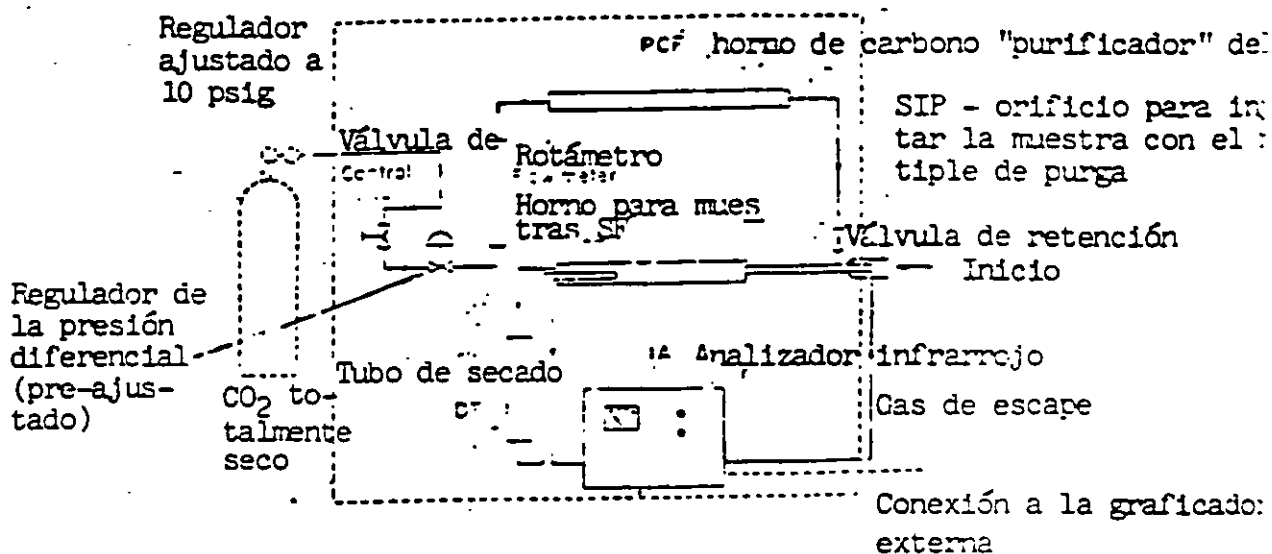 Regulador
ajustado a
10 psig
PCF horno de carbono "purificador" del
SIP - orificio para
tar la muestra con el
tiple de purga
Válvula de
Control
Rotámetro
Horno para mues
tras SF
Válvula de retención
Inicio
Regulador de
la presión
diferencial
(pre-ajus-
tado)
CO2 to-
talmente
seco
Tubo de secado
DT
IA Analizador infrarrojo
Gas de escape
Conexión a la
externa